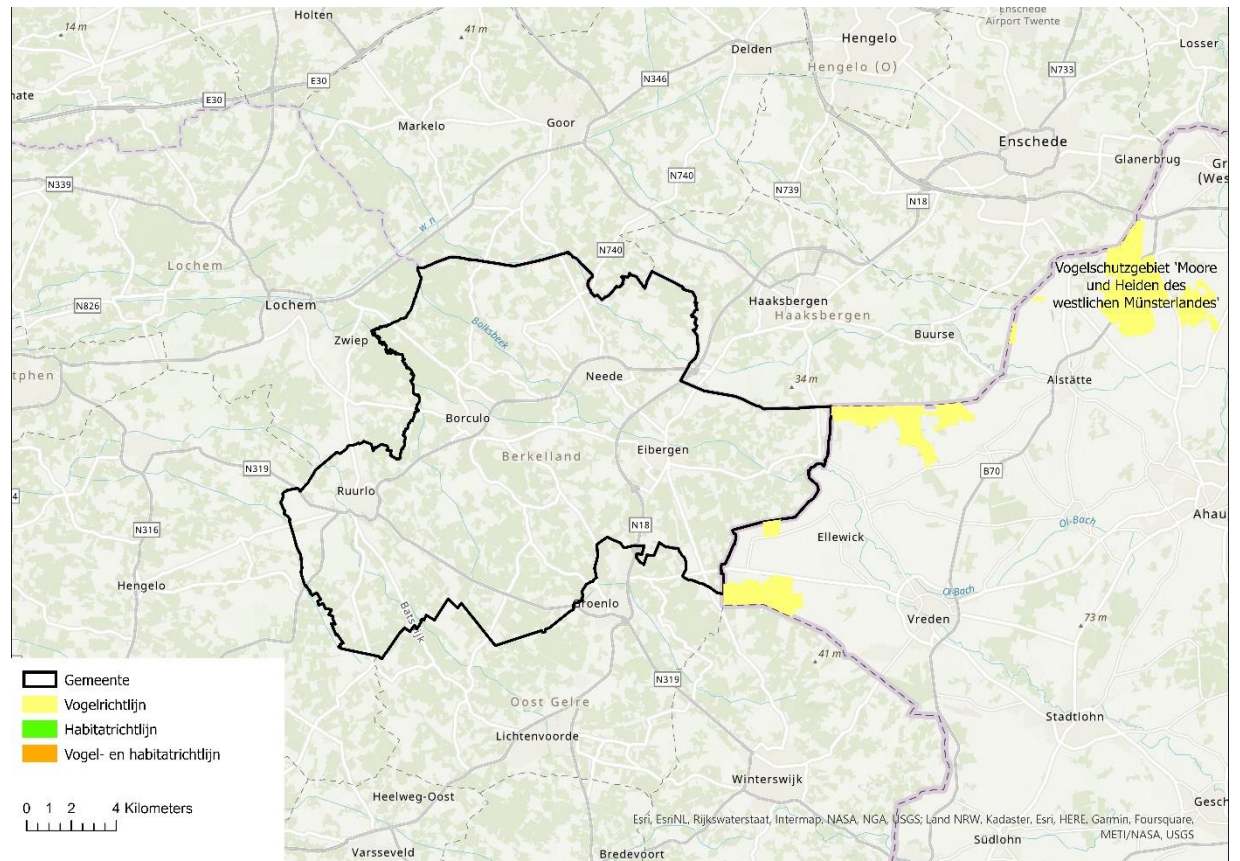 14 m
Holten
41 m
Enschede
Airport Twente
Hengelo
Delden
Losser
Hengelo (O)
N733
E30
N346
E30
Markelo
Goor
Enschede
Glanerbrug
N339
N740
N739
N18
Lochem
N740
Vogelschutzgebiet 'Moore
und Heiden des
westlichen Münsterlandes'
N826
Lochem
Haaksbergen
Haaksbergen
Zwiep
Bolksbeek
Buurse
Neede
34 m
Alstätte
Borculo
Berkelland
Eibergen
N319
B70
Ruurlo
N316
N18
Ol-Bach
Ahau
Ellewick
Hengelo
Ol-Bach
Groenlo
Vreden
73 m
41 m
N319
Oost Gelre
Stadtlohn
Lichtenvoorde
Winterswijk
Heelweg-Oost
Gesch
Varsseveld
Bredevoort
Südlohn
Gemeente
Vogelrichtlijn
Habitatrichtlijn
Vogel- en habitatrichtlijn
0 1 2 4 Kilometers
Esri, EsriNL, Rijkswaterstaat, Intermap, NASA, NGA, USGS; Land NRW, Kadaster, Esri, HERE, Garmin, Foursquare,
METI/NASA, USGS